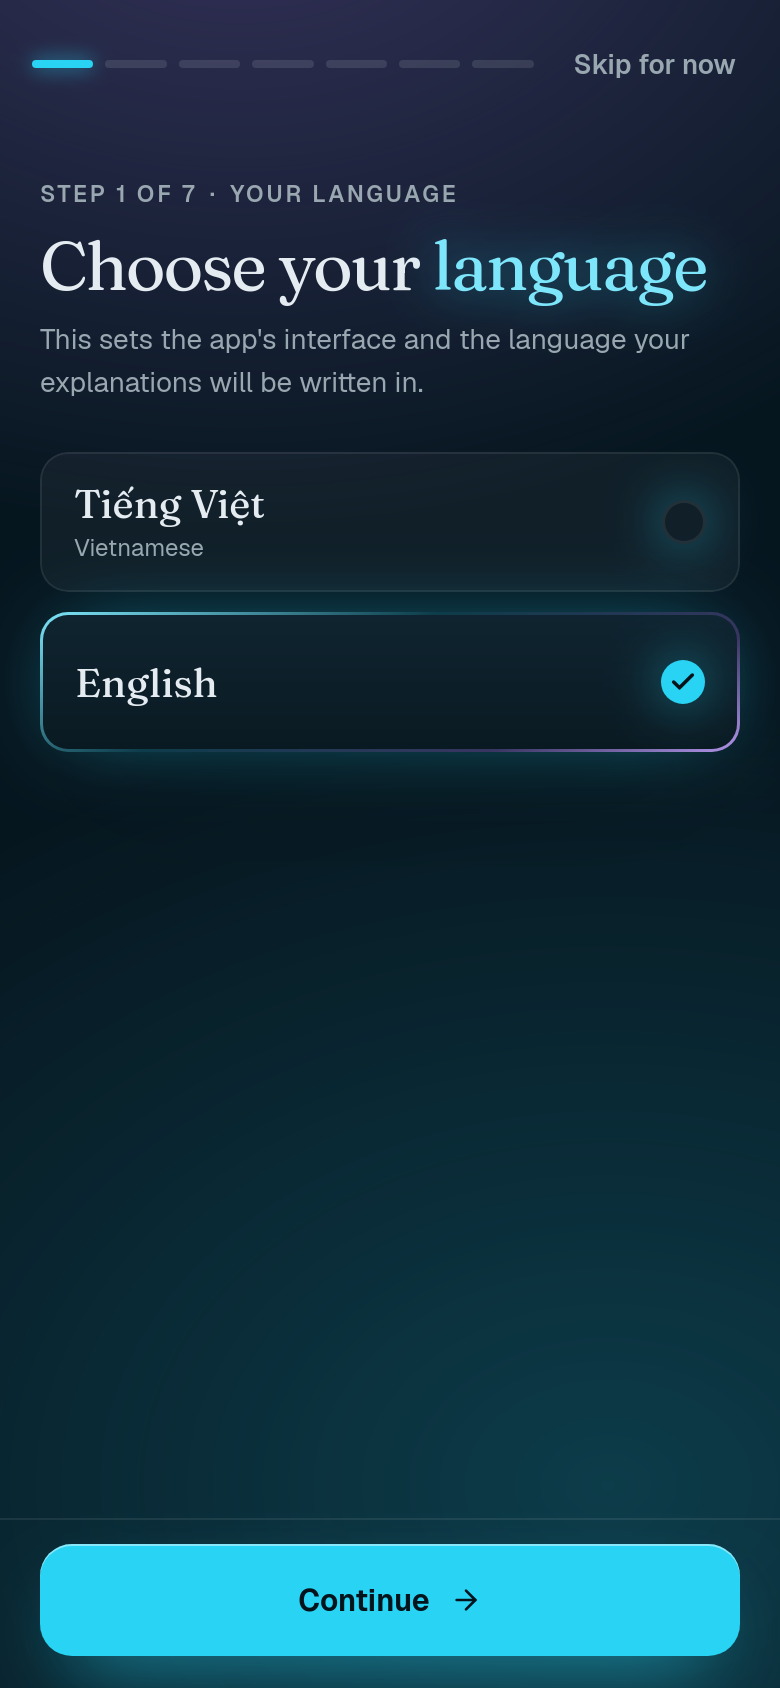 Skip for now
STEP 1 OF 7 · YOUR LANGUAGE
Choose your language
This sets the app's interface and the language your
explanations will be written in.
Tiếng Việt
Vietnamese
English
Continue